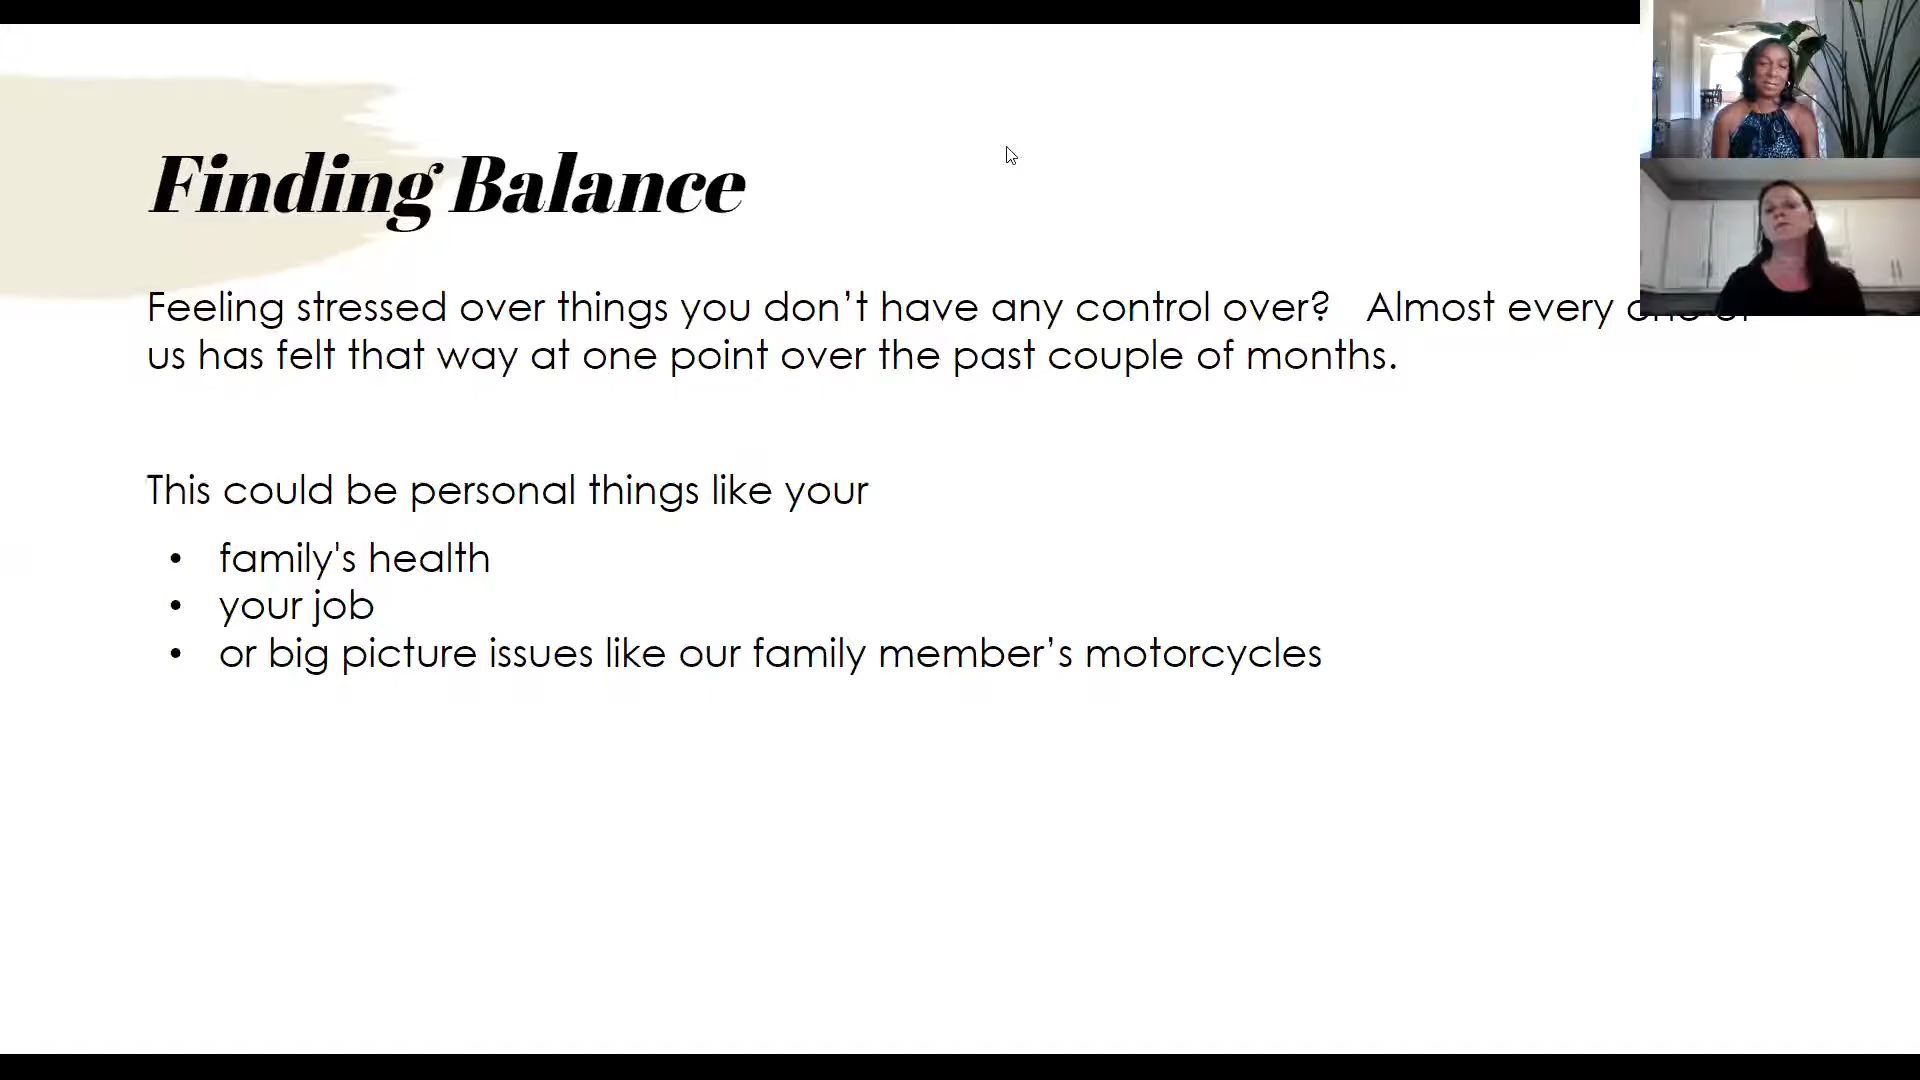 Finding Balance
Feeling stressed over things you don’t have any control over? Almost every one of
us has felt that way at one point over the past couple of months.
This could be personal things like your
• family's health
• your job
• or big picture issues like our family member’s motorcycles